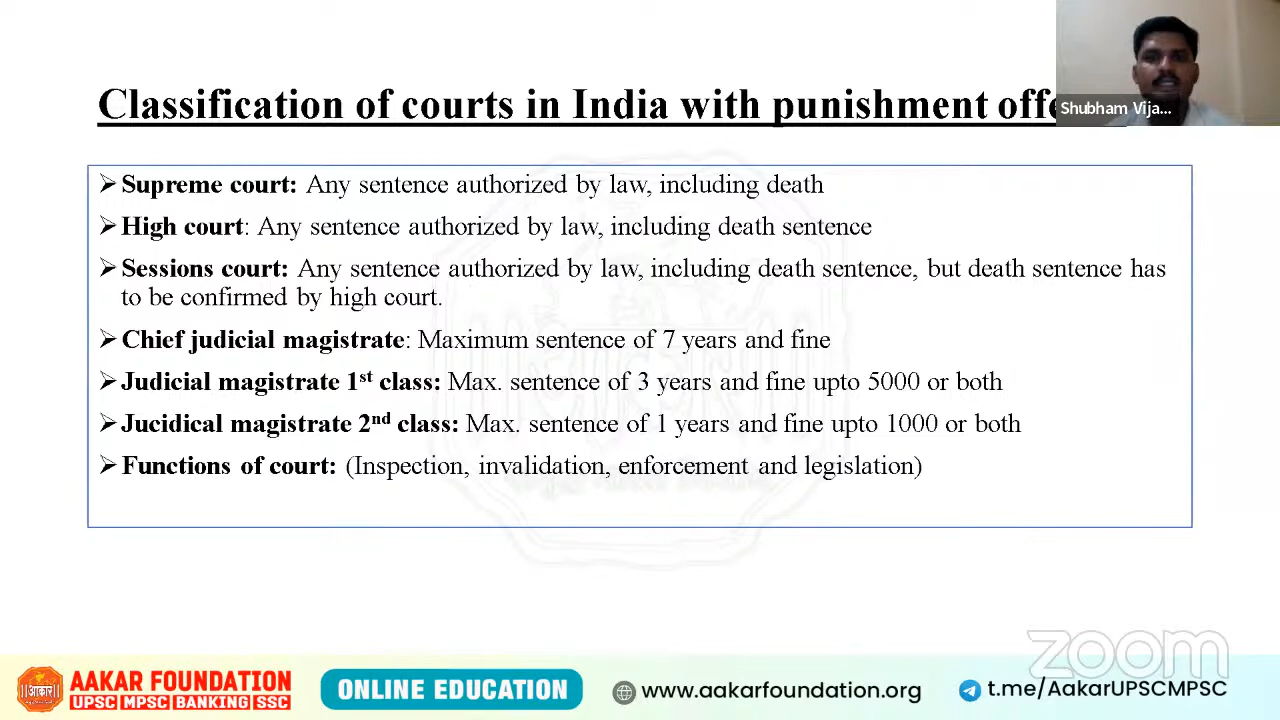 Classification of courts in India with punishment offe
Shubham Vija...
➢ Supreme court: Any sentence authorized by law, including death
➢ High court: Any sentence authorized by law, including death sentence
➢ Sessions court: Any sentence authorized by law, including death sentence, but death sentence has
to be confirmed by high court.
➢ Chief judicial magistrate: Maximum sentence of 7 years and fine
➢ Judicial magistrate 1st class: Max. sentence of 3 years and fine upto 5000 or both
➢ Jucidical magistrate 2nd class: Max. sentence of 1 years and fine upto 1000 or both
➢ Functions of court: (Inspection, invalidation, enforcement and legislation)
zoom
॥आकार॥
AAKAR FOUNDATION
UPSC MPSC BANKING SSC
ONLINE EDUCATION
www.aakarfoundation.org
t.me/AakarUPSCMPSC